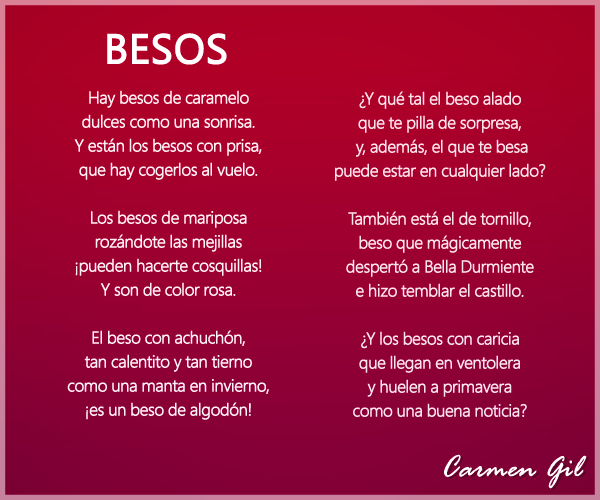 BESOS
Hay besos de caramelo
dulces como una sonrisa.
Y están los besos con prisa,
que hay cogerlos al vuelo.
Los besos de mariposa
rozándote las mejillas
¡pueden hacerte cosquillas!
Y son de color rosa.
El beso con achuchón,
tan calentito y tan tierno
como una manta en invierno,
¡es un beso de algodón!
¿Y qué tal el beso alado
que te pilla de sorpresa,
y, además, el que te besa
puede estar en cualquier lado?
También está el de tornillo,
beso que mágicamente
despertó a Bella Durmiente
e hizo temblar el castillo.
¿Y los besos con caricia
que llegan en ventolera
y huelen a primavera
como una buena noticia?
Carmen Gil